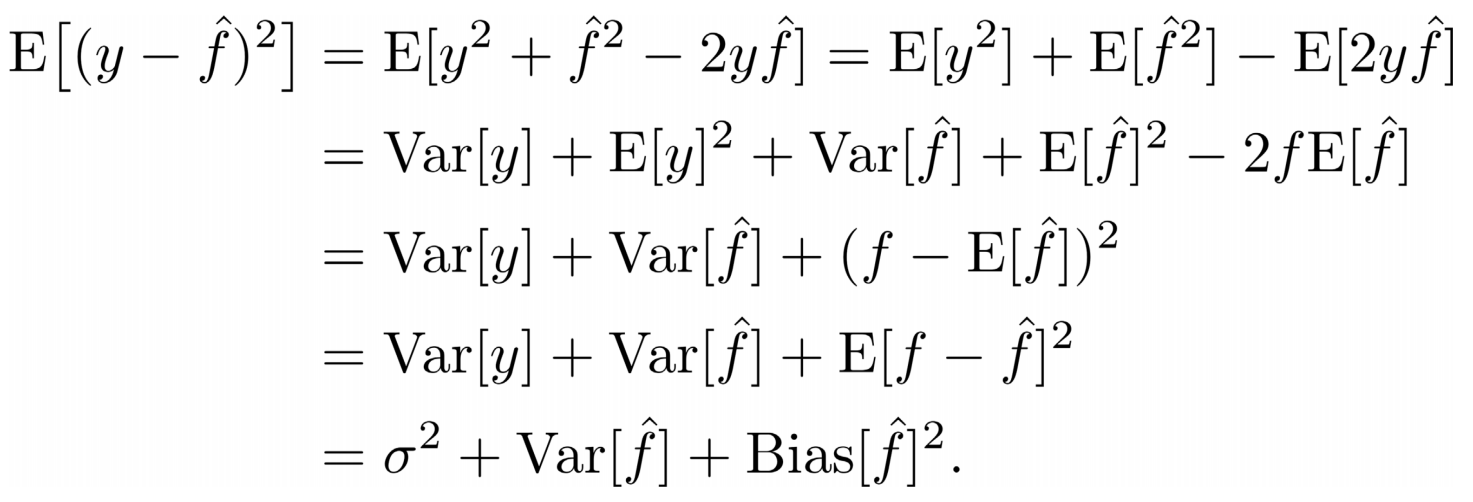 E[(y − f̂)²] = E[y² + f̂² − 2yf̂] = E[y²] + E[f̂²] − E[2yf̂]
= Var[y] + E[y]² + Var[f̂] + E[f̂]² − 2fE[f̂]
= Var[y] + Var[f̂] + (f − E[f̂])²
= Var[y] + Var[f̂] + E[f − f̂]²
= σ² + Var[f̂] + Bias[f̂]².